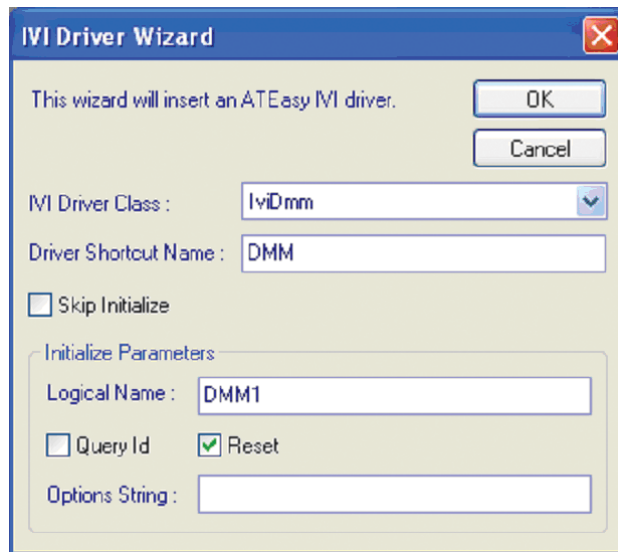 IVI Driver Wizard
This wizard will insert an ATEasy IVI driver.
OK
Cancel
IVI Driver Class :
IviDmm
Driver Shortcut Name :
DMM
Skip Initialize
Initialize Parameters
Logical Name :
DMM1
Query Id
Reset
Options String :